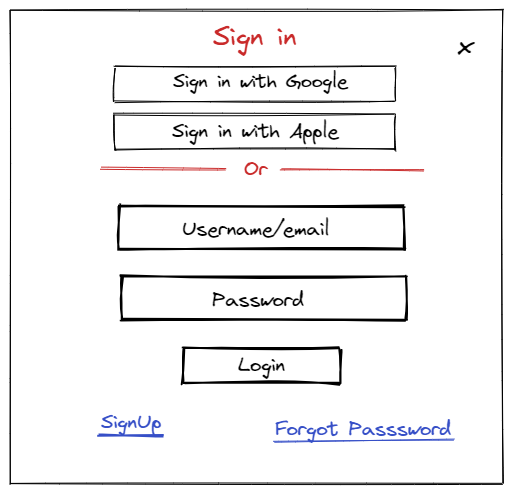 Sign in
x
Sign in with Google
Sign in with Apple
Or
Username/email
Password
Login
SignUp
Forgot Passsword